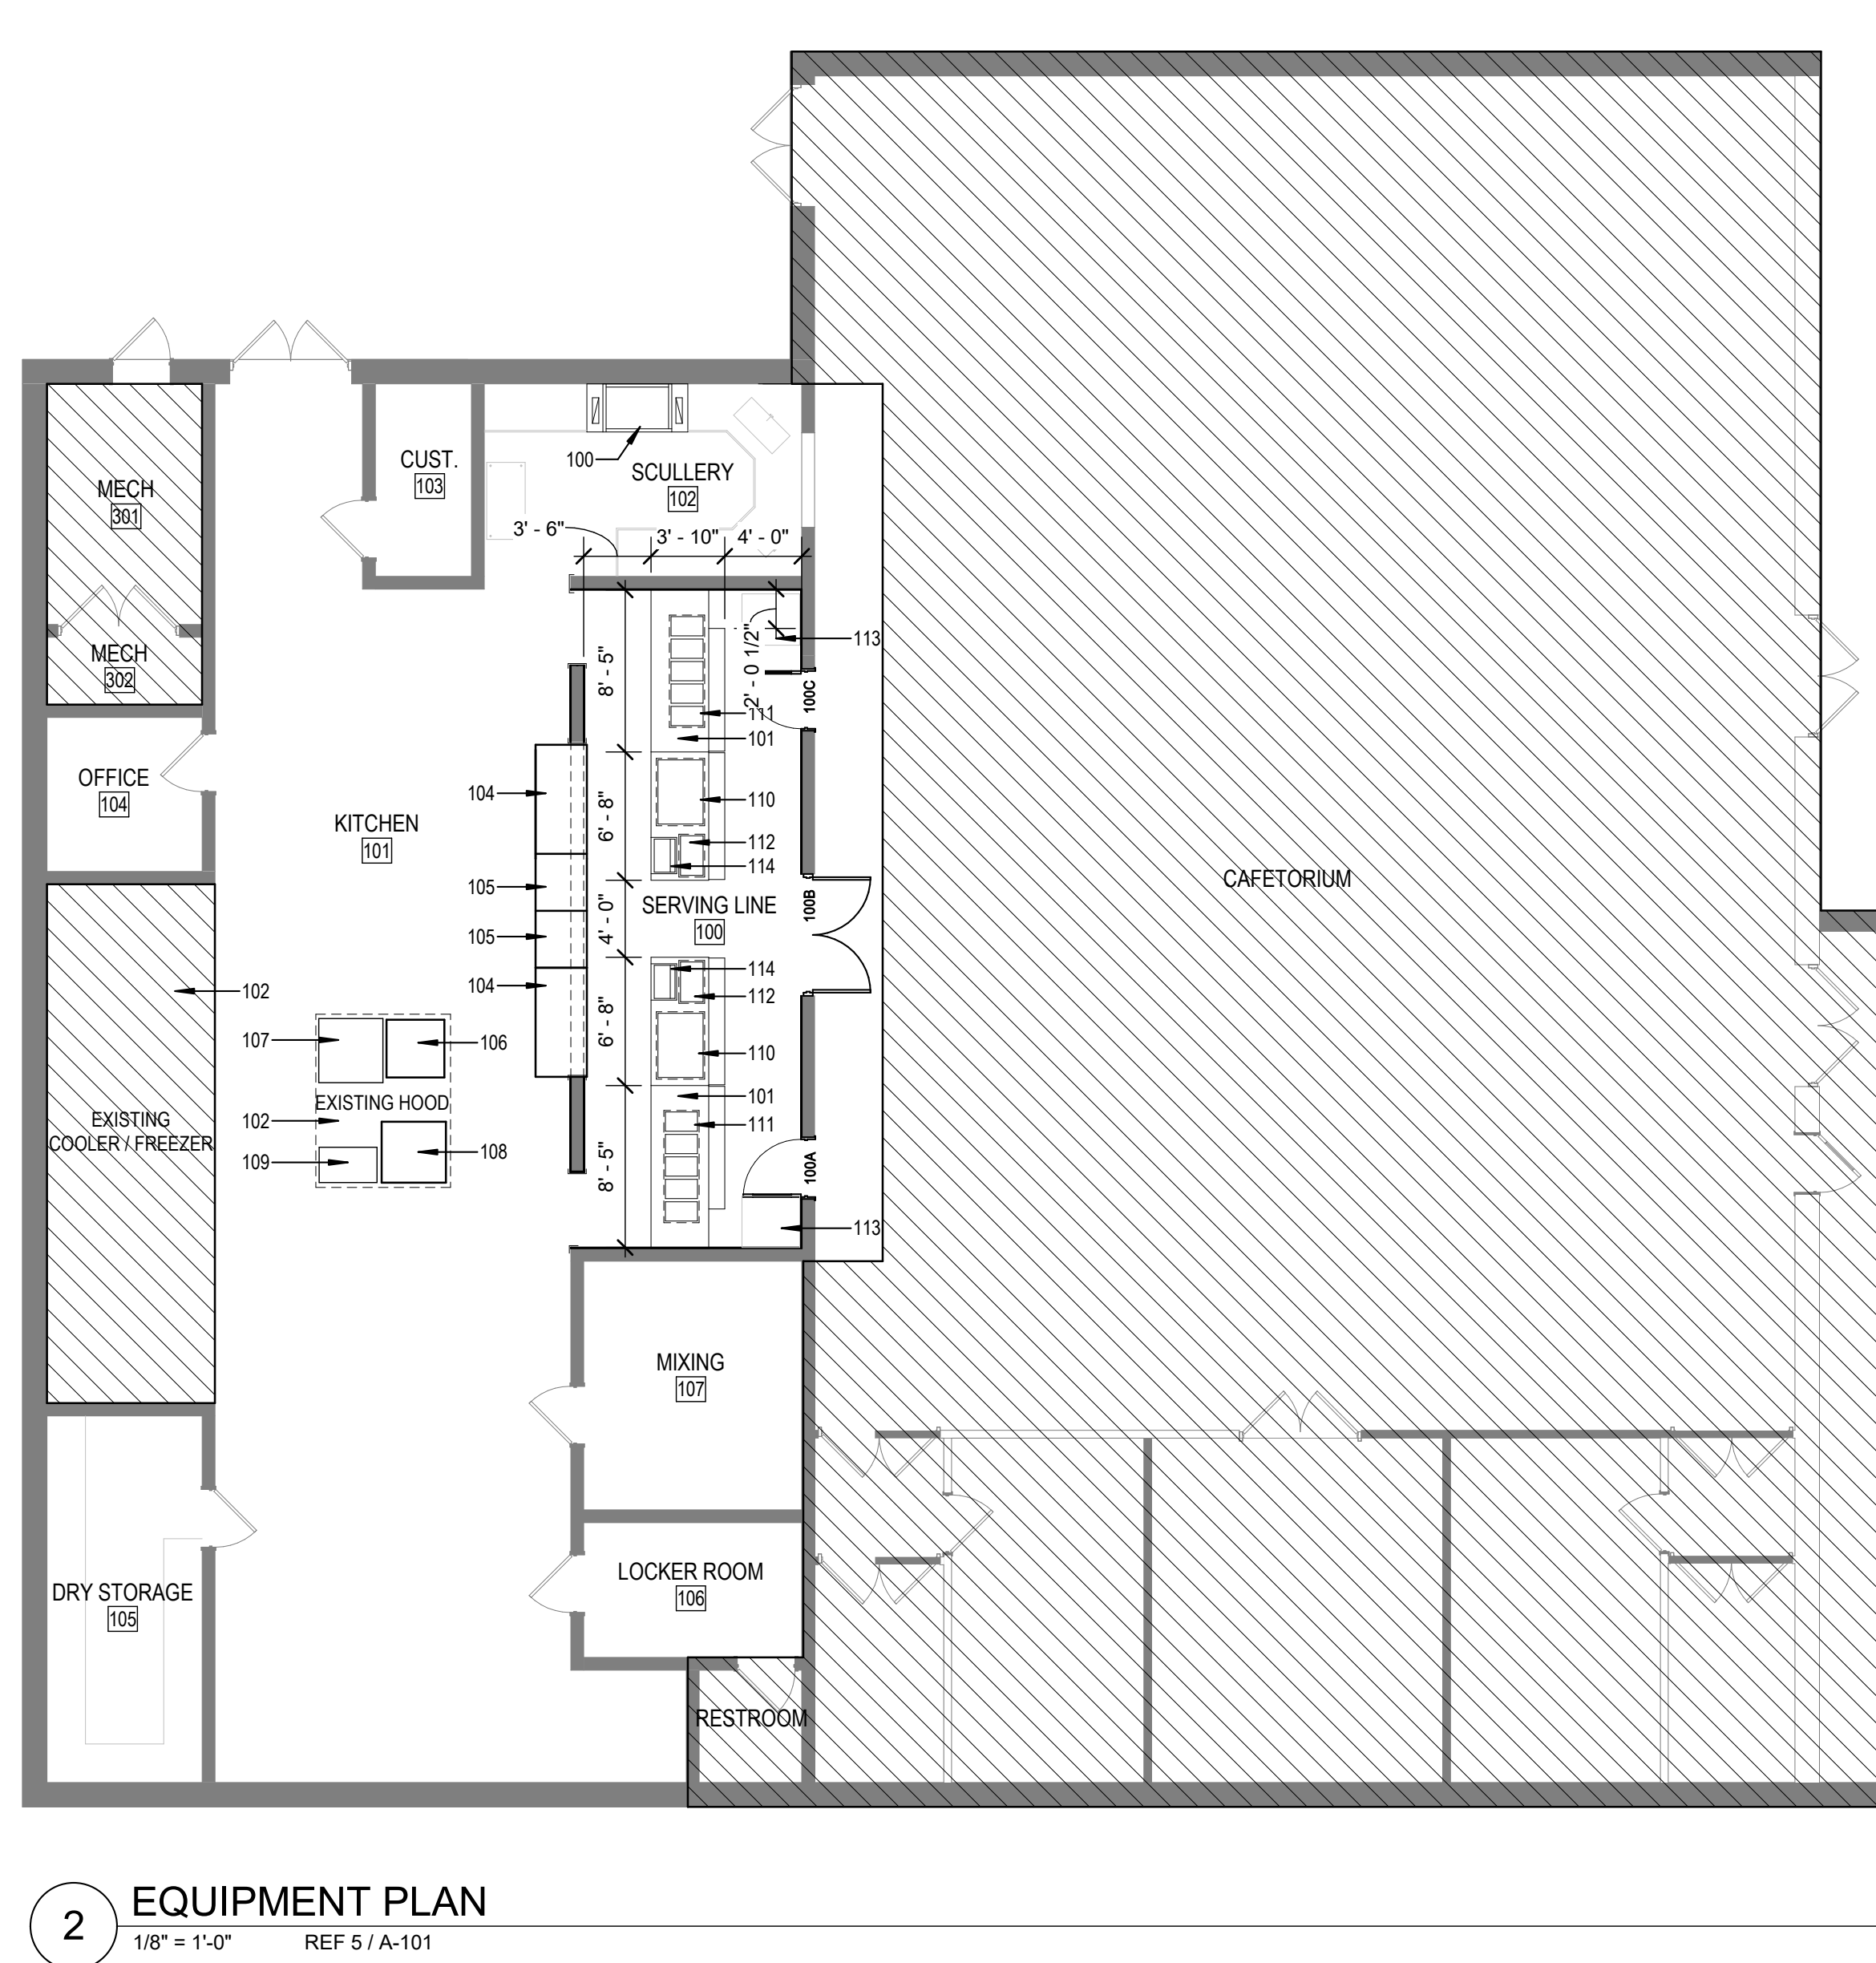 100
CUST.
103
SCULLERY
102
MECH
301
3' - 6"
3' - 10"
4' - 0"
MECH
302
8' - 5"
2' - 0 1/2"
113
100C
111
101
OFFICE
104
104
110
KITCHEN
101
6' - 8"
112
114
105
SERVING LINE
100
4' - 0"
100B
CAFETORIUM
105
104
114
112
102
107
106
6' - 8"
110
EXISTING HOOD
102
101
111
EXISTING
COOLER / FREEZER
109
108
8' - 5"
100A
113
MIXING
107
LOCKER ROOM
106
DRY STORAGE
105
RESTROOM
2
EQUIPMENT PLAN
1/8" = 1'-0"
REF 5 / A-101